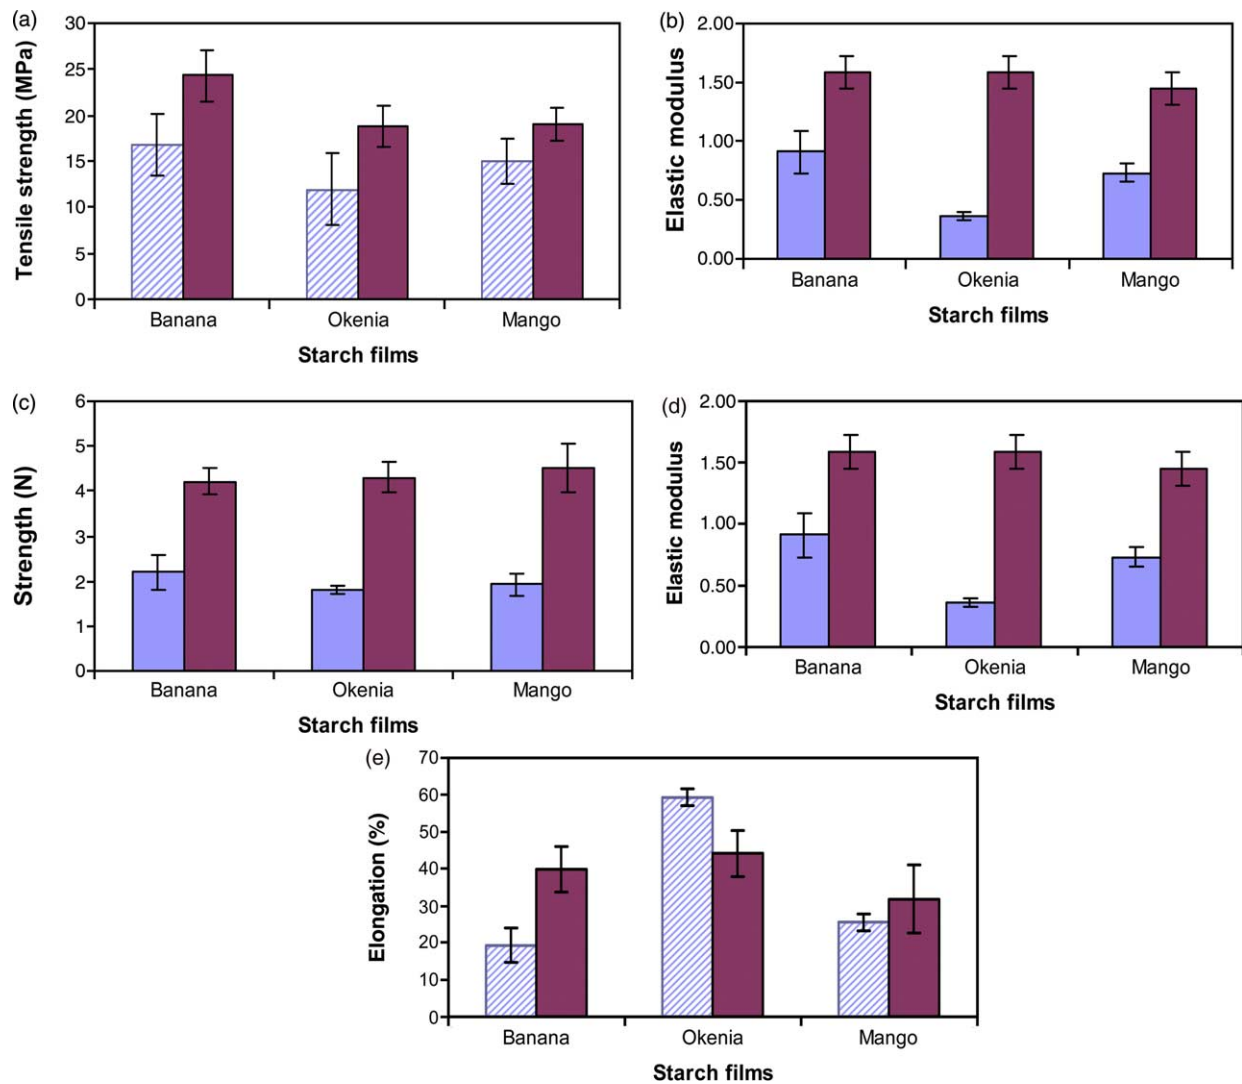 (a)
Tensile strength (MPa)
30
25
20
15
10
5
0
Banana Okenia Mango
Starch films
(b)
Elastic modulus
2.00
1.50
1.00
0.50
0.00
Banana Okenia Mango
Starch films
(c)
Strength (N)
6
5
4
3
2
1
0
Banana Okenia Mango
Starch films
(d)
Elastic modulus
2.00
1.50
1.00
0.50
0.00
Banana Okenia Mango
Starch films
(e)
Elongation (%)
70
60
50
40
30
20
10
0
Banana Okenia Mango
Starch films